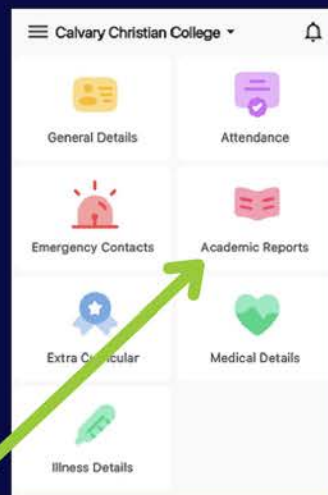 Calvary Christian College
General Details
Attendance
Emergency Contacts
Academic Reports
Extra
Medical Details
Illness Details